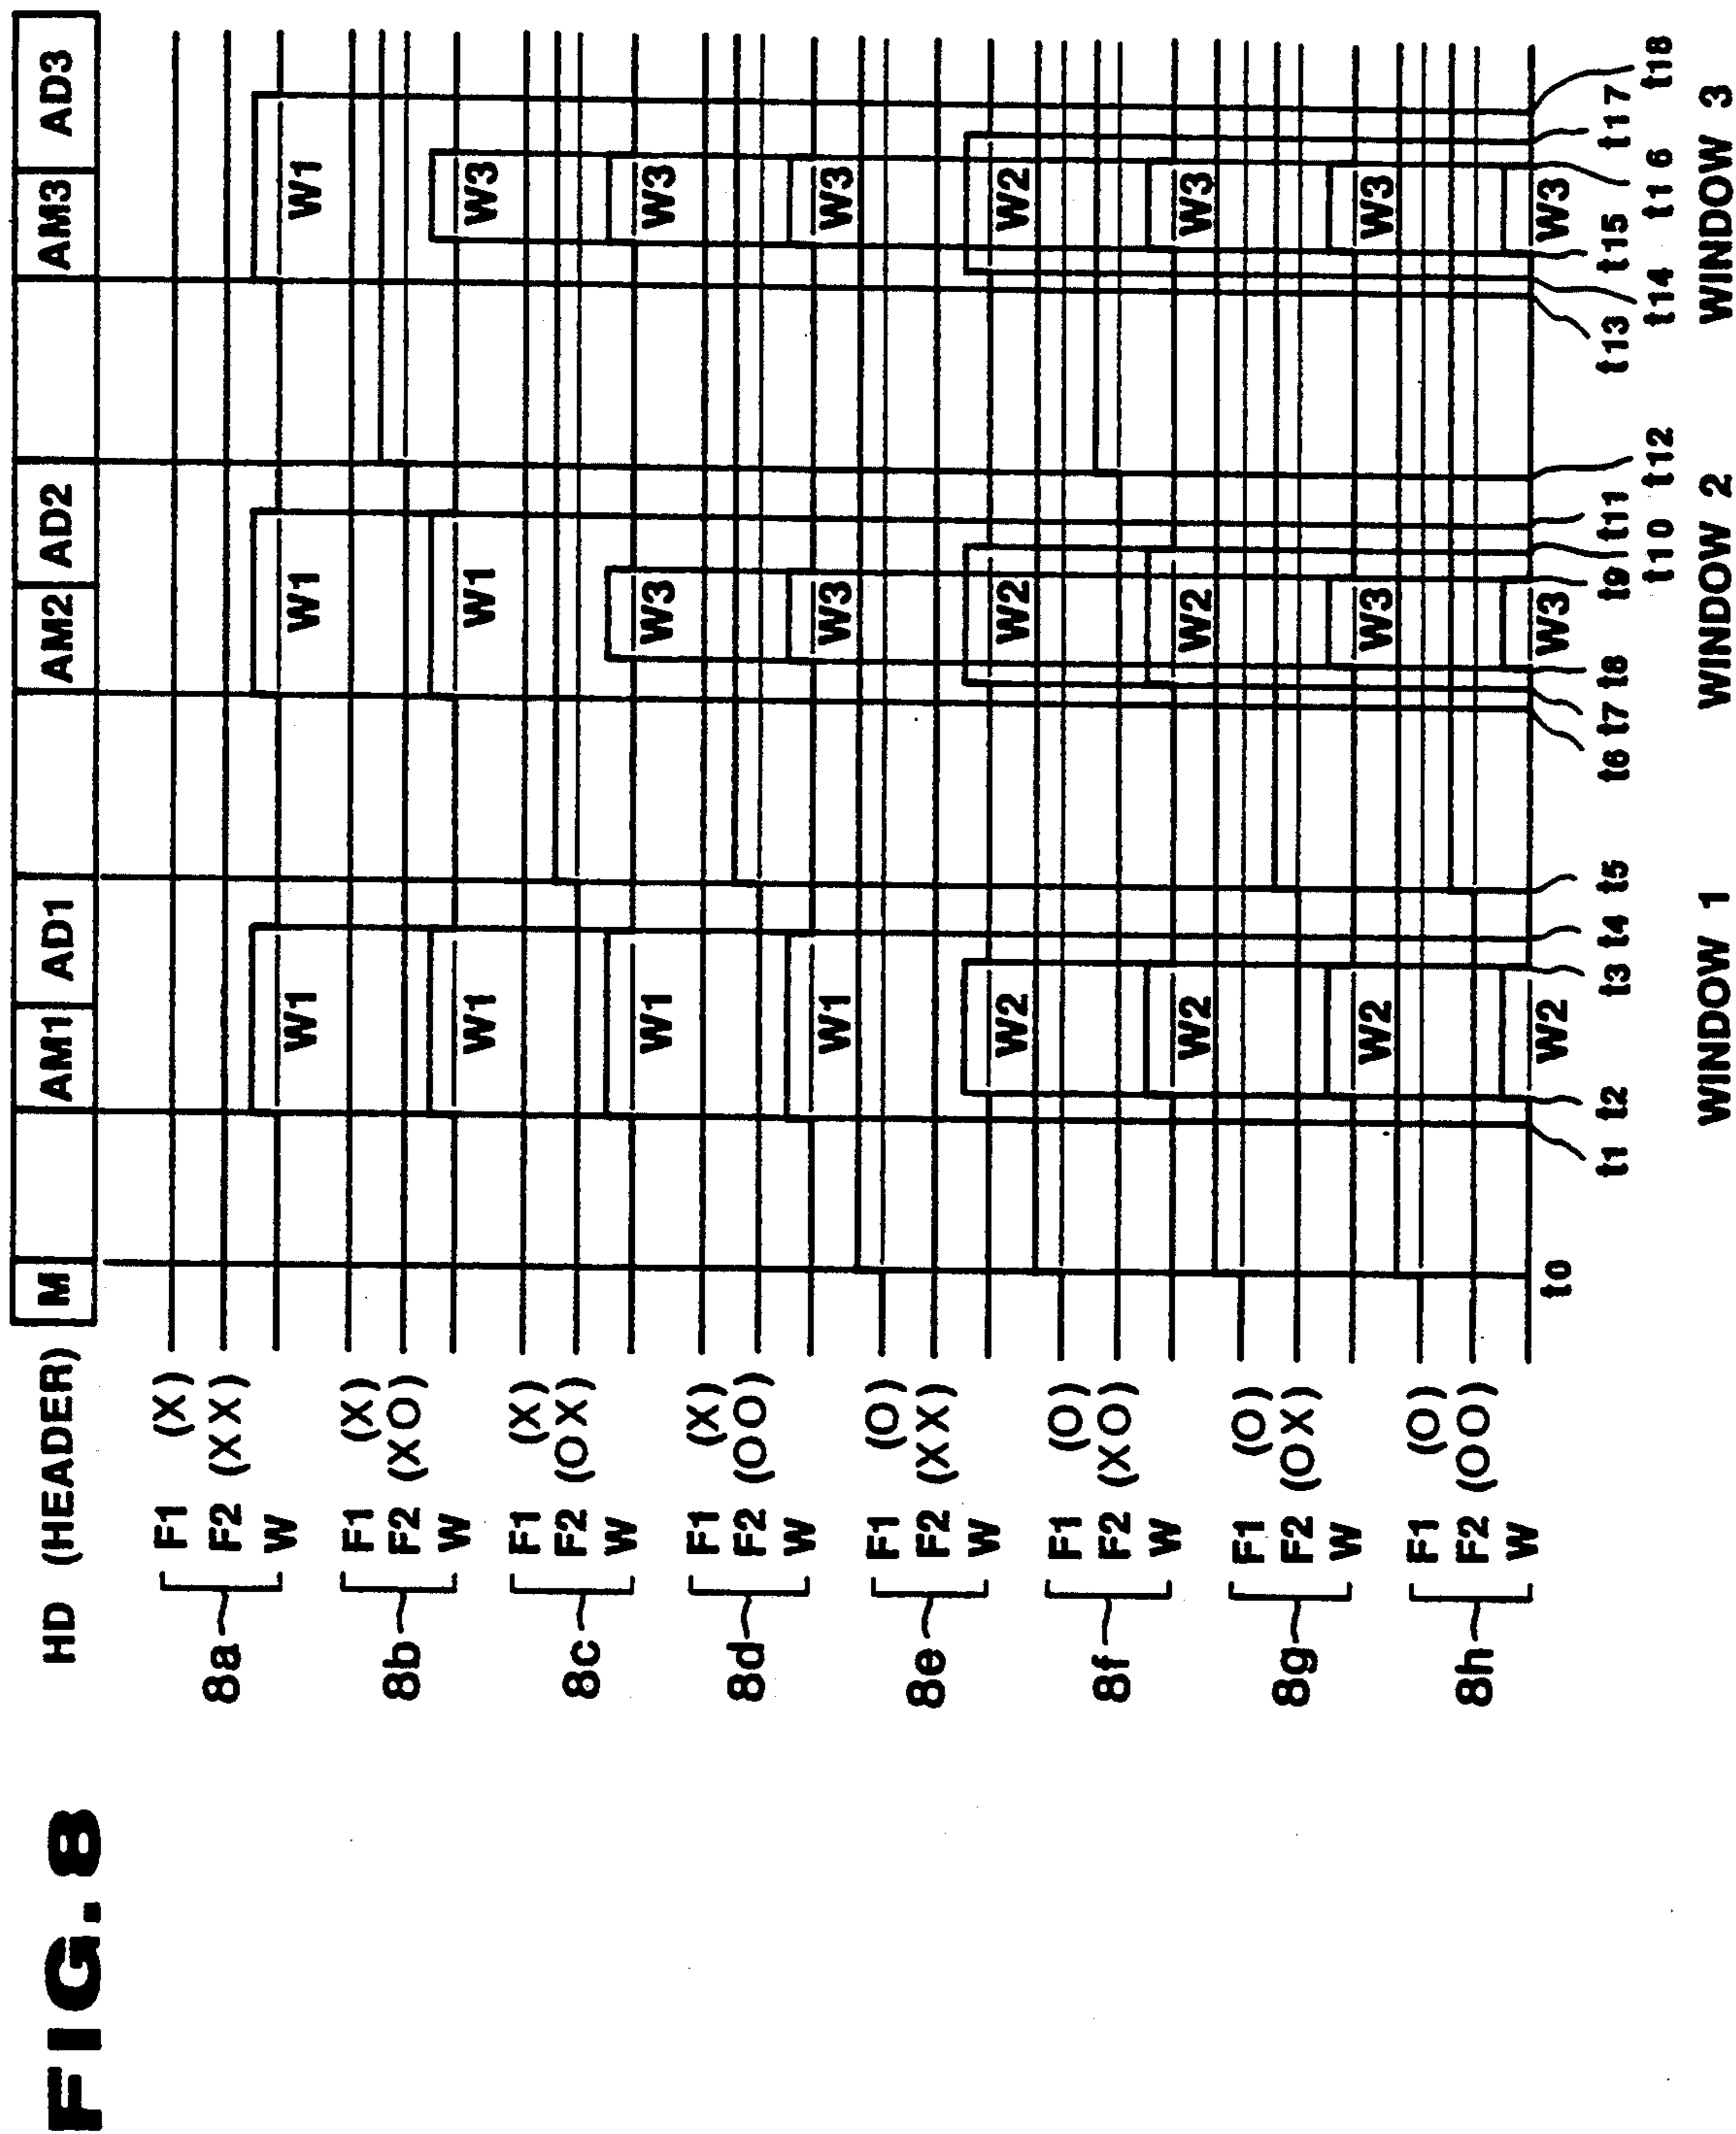 FIG. 8
HD (HEADER) M AM1 AD1 AM2 AD2 AM3 AD3
8a
F1 (X)
F2 (XX)
W W1 W1 W1
8b
F1 (X)
F2 (XO)
W W1 W1 W3
8c
F1 (X)
F2 (OX)
W W1 W3 W3
8d
F1 (X)
F2 (OO)
W W1 W3 W3
8e
F1 (O)
F2 (XX)
W W2 W2 W2
8f
F1 (O)
F2 (XO)
W W2 W2 W3
8g
F1 (O)
F2 (OX)
W W2 W3 W3
8h
F1 (O)
F2 (OO)
W W2 W3 W3
t0 t1 t2 t3 t4 t5 t6 t7 t8 t9 t10 t11 t12 t13 t14 t15 t16 t17 t18
WINDOW 1 WINDOW 2 WINDOW 3